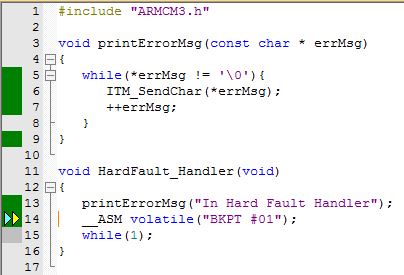 1 #include "ARMCM3.h"
2
3 void printErrorMsg(const char * errMsg)
4 {
5 while(*errMsg != '\0'){
6 ITM_SendChar(*errMsg);
7 ++errMsg;
8 }
9 }
10
11 void HardFault_Handler(void)
12 {
13 printErrorMsg("In Hard Fault Handler");
14 __ASM volatile("BKPT #01");
15 while(1);
16 }
17